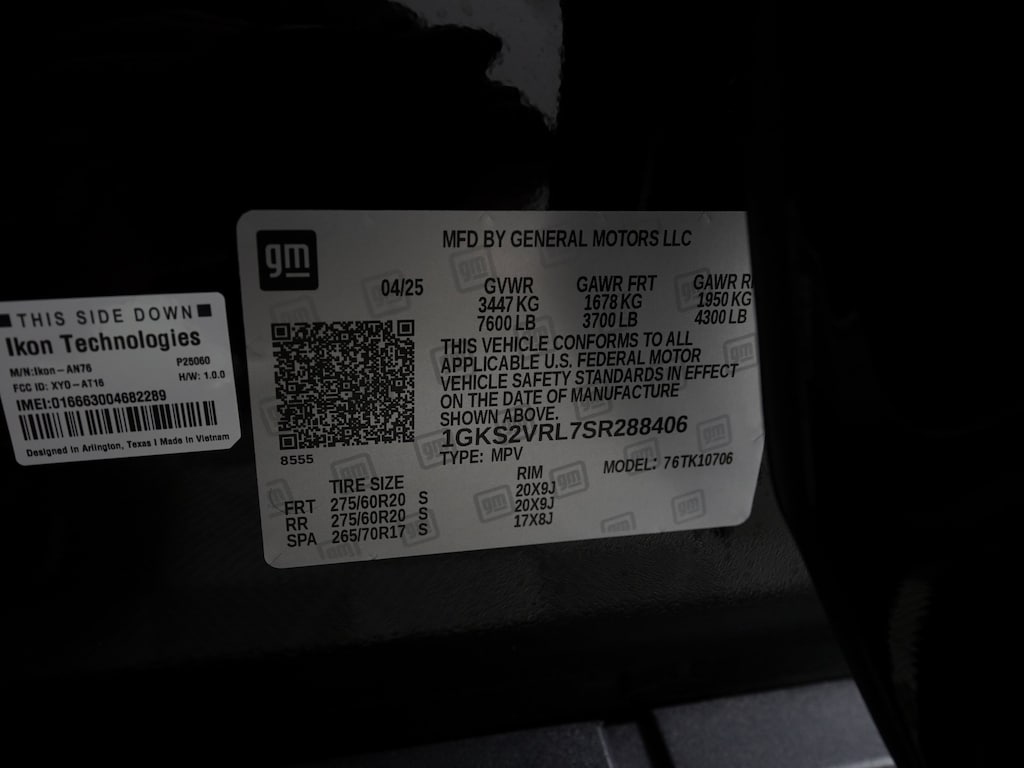 THIS SIDE DOWN
Ikon Technologies
M/N:Ikon-AN76 P25060
FCC ID: XYO-AT16 H/W: 1.0.0
IMEI:016663004682289
Designed in Arlington, Texas I Made in Vietnam
gm
MFD BY GENERAL MOTORS LLC
04/25 GVWR GAWR FRT GAWR R
3447 KG 1678 KG 1950 KG
7600 LB 3700 LB 4300 LB
THIS VEHICLE CONFORMS TO ALL
APPLICABLE U.S. FEDERAL MOTOR
VEHICLE SAFETY STANDARDS IN EFFECT
ON THE DATE OF MANUFACTURE
SHOWN ABOVE.
1GKS2VRL7SR288406
TYPE: MPV MODEL: 76TK10706
8555
TIRE SIZE RIM
FRT 275/60R20 S 20X9J
RR 275/60R20 S 20X9J
SPA 265/70R17 S 17X8J